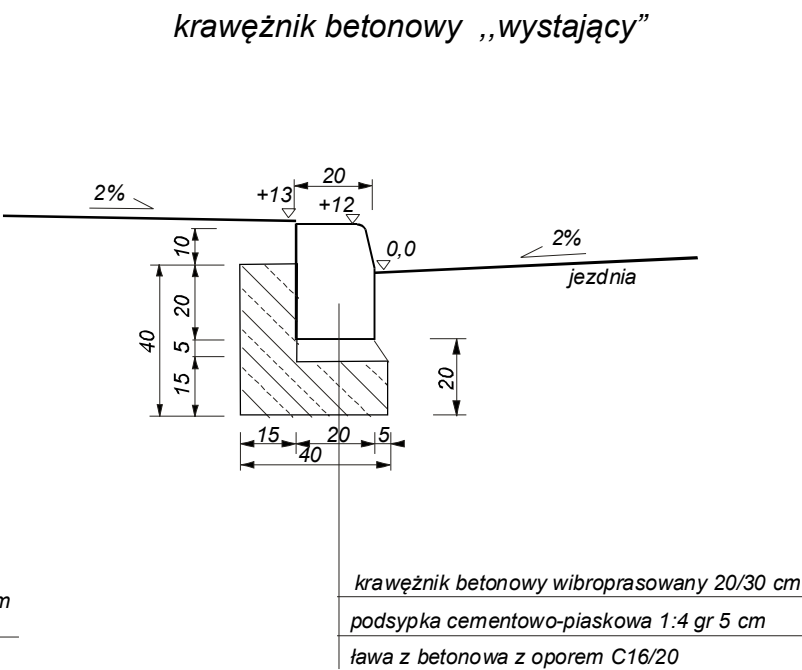 krawężnik betonowy ,,wystający”
20
2%
+13
+12
10
0,0
2%
jezdnia
20
40
5
15
20
15
20
5
40
krawężnik betonowy wibroprasowany 20/30 cm
m
podsypka cementowo-piaskowa 1:4 gr 5 cm
ława z betonowa z oporem C16/20